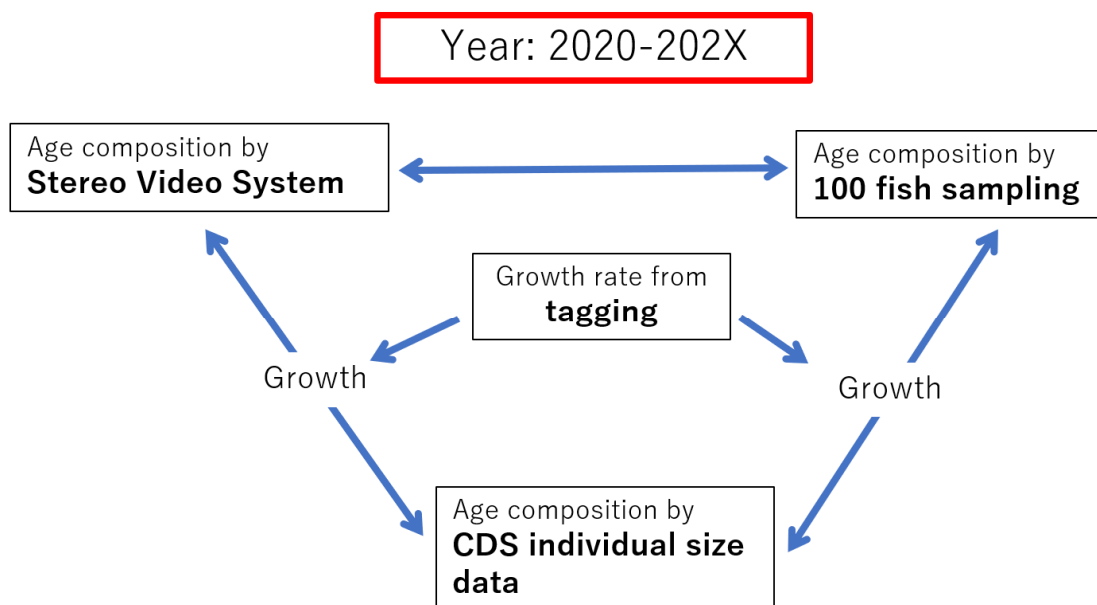 Year: 2020-202X
Age composition by
Stereo Video System
Age composition by
100 fish sampling
Growth rate from
tagging
Growth
Growth
Age composition by
CDS individual size
data